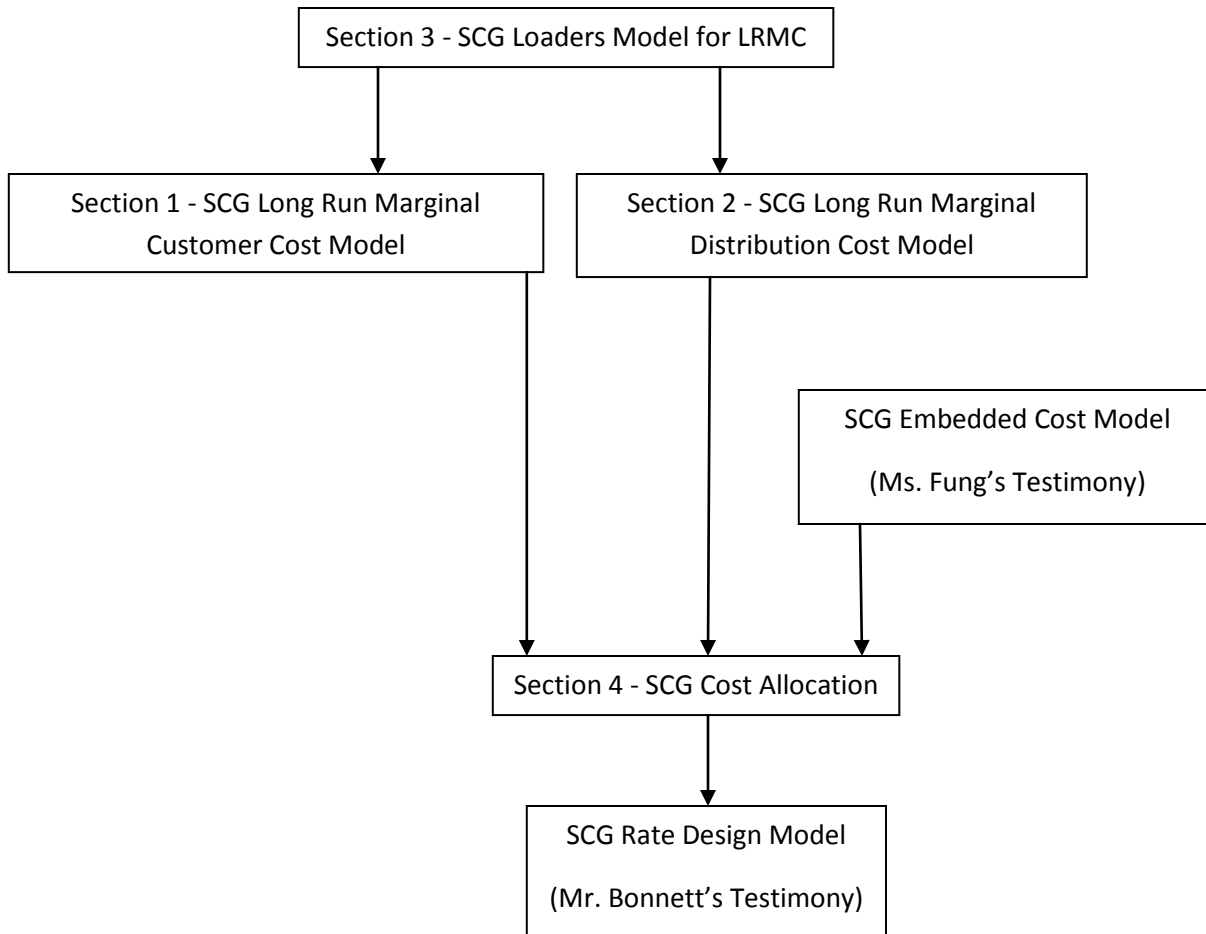 Section 3 - SCG Loaders Model for LRMC
Section 1 - SCG Long Run Marginal
Customer Cost Model
Section 2 - SCG Long Run Marginal
Distribution Cost Model
SCG Embedded Cost Model
(Ms. Fung’s Testimony)
Section 4 - SCG Cost Allocation
SCG Rate Design Model
(Mr. Bonnett’s Testimony)